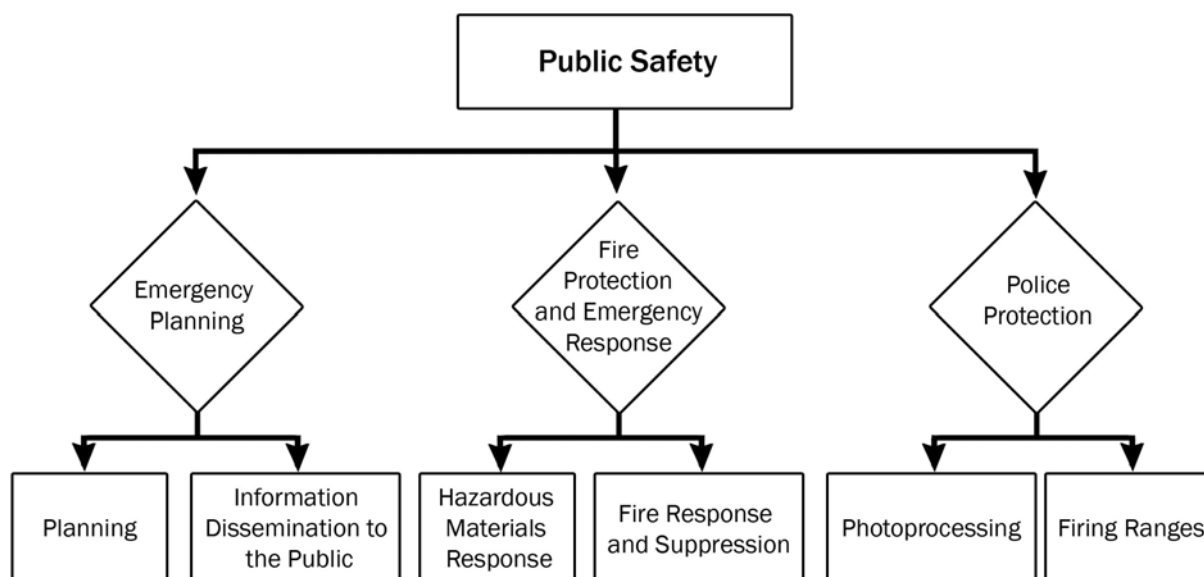 Public Safety
Emergency
Planning
Fire
Protection
and Emergency
Response
Police
Protection
Planning
Information
Dissemination to
the Public
Hazardous
Materials
Response
Fire Response
and Suppression
Photoprocessing
Firing Ranges